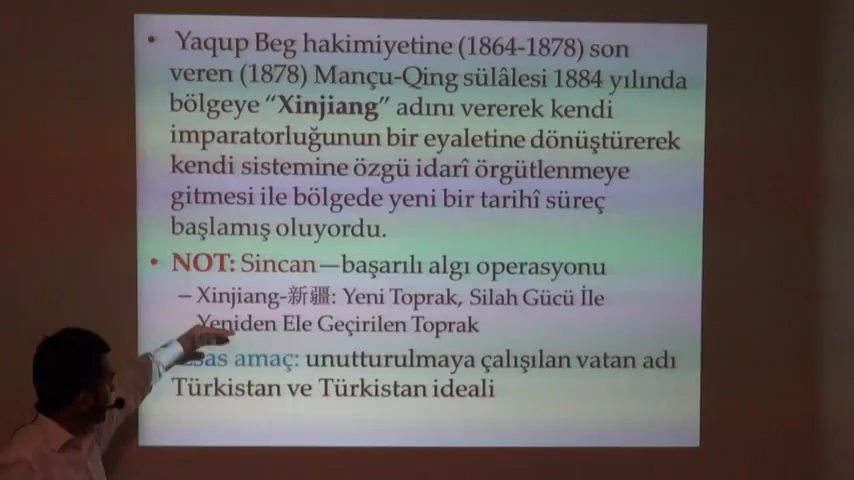 • Yaqup Beg hakimiyetine (1864-1878) son
veren (1878) Mançu-Qing sülâlesi 1884 yılında
bölgeye “Xinjiang” adını vererek kendi
imparatorluğunun bir eyaletine dönüştürerek
kendi sistemine özgü idarî örgütlenmeye
gitmesi ile bölgede yeni bir tarihî süreç
başlamış oluyordu.
• NOT: Sincan—başarılı algı operasyonu
– Xinjiang-新疆: Yeni Toprak, Silah Gücü İle
Yeniden Ele Geçirilen Toprak
amaç: unutturulmaya çalışılan vatan adı
Türkistan ve Türkistan ideali